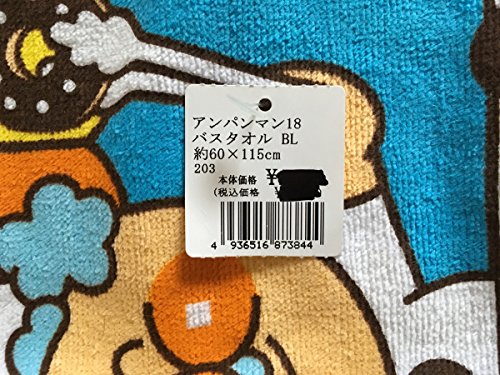 アンパンマン18
バスタオル BL
約60×115cm
203
本体価格 ¥
(税込価格 ¥
4 936516 873844